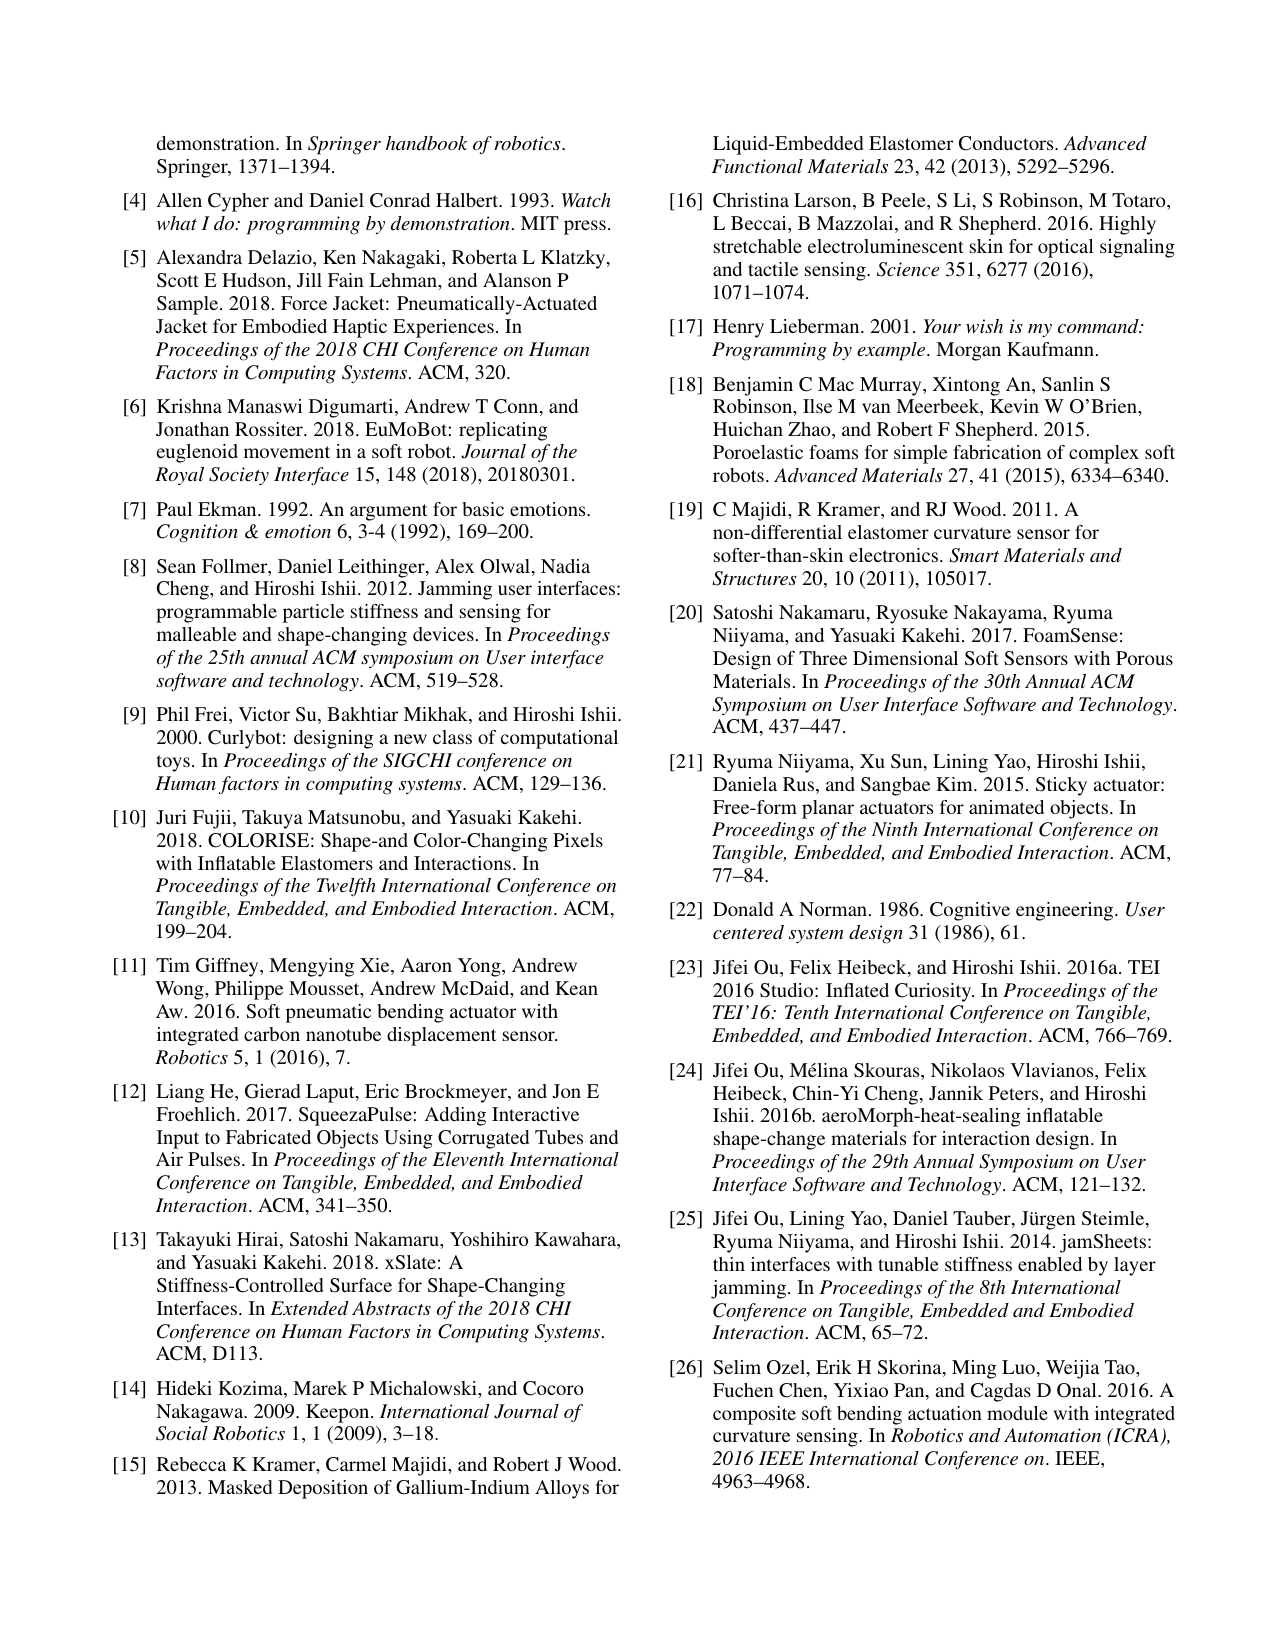 demonstration. In Springer handbook of robotics.
Springer, 1371–1394.
[4] Allen Cypher and Daniel Conrad Halbert. 1993. Watch
what I do: programming by demonstration. MIT press.
[5] Alexandra Delazio, Ken Nakagaki, Roberta L Klatzky,
Scott E Hudson, Jill Fain Lehman, and Alanson P
Sample. 2018. Force Jacket: Pneumatically-Actuated
Jacket for Embodied Haptic Experiences. In
Proceedings of the 2018 CHI Conference on Human
Factors in Computing Systems. ACM, 320.
[6] Krishna Manaswi Digumarti, Andrew T Conn, and
Jonathan Rossiter. 2018. EuMoBot: replicating
euglenoid movement in a soft robot. Journal of the
Royal Society Interface 15, 148 (2018), 20180301.
[7] Paul Ekman. 1992. An argument for basic emotions.
Cognition & emotion 6, 3-4 (1992), 169–200.
[8] Sean Follmer, Daniel Leithinger, Alex Olwal, Nadia
Cheng, and Hiroshi Ishii. 2012. Jamming user interfaces:
programmable particle stiffness and sensing for
malleable and shape-changing devices. In Proceedings
of the 25th annual ACM symposium on User interface
software and technology. ACM, 519–528.
[9] Phil Frei, Victor Su, Bakhtiar Mikhak, and Hiroshi Ishii.
2000. Curlybot: designing a new class of computational
toys. In Proceedings of the SIGCHI conference on
Human factors in computing systems. ACM, 129–136.
[10] Juri Fujii, Takuya Matsunobu, and Yasuaki Kakehi.
2018. COLORISE: Shape-and Color-Changing Pixels
with Inflatable Elastomers and Interactions. In
Proceedings of the Twelfth International Conference on
Tangible, Embedded, and Embodied Interaction. ACM,
199–204.
[11] Tim Giffney, Mengying Xie, Aaron Yong, Andrew
Wong, Philippe Mousset, Andrew McDaid, and Kean
Aw. 2016. Soft pneumatic bending actuator with
integrated carbon nanotube displacement sensor.
Robotics 5, 1 (2016), 7.
[12] Liang He, Gierad Laput, Eric Brockmeyer, and Jon E
Froehlich. 2017. SqueezaPulse: Adding Interactive
Input to Fabricated Objects Using Corrugated Tubes and
Air Pulses. In Proceedings of the Eleventh International
Conference on Tangible, Embedded, and Embodied
Interaction. ACM, 341–350.
[13] Takayuki Hirai, Satoshi Nakamaru, Yoshihiro Kawahara,
and Yasuaki Kakehi. 2018. xSlate: A
Stiffness-Controlled Surface for Shape-Changing
Interfaces. In Extended Abstracts of the 2018 CHI
Conference on Human Factors in Computing Systems.
ACM, D113.
[14] Hideki Kozima, Marek P Michalowski, and Cocoro
Nakagawa. 2009. Keepon. International Journal of
Social Robotics 1, 1 (2009), 3–18.
[15] Rebecca K Kramer, Carmel Majidi, and Robert J Wood.
2013. Masked Deposition of Gallium-Indium Alloys for
Liquid-Embedded Elastomer Conductors. Advanced
Functional Materials 23, 42 (2013), 5292–5296.
[16] Christina Larson, B Peele, S Li, S Robinson, M Totaro,
L Beccai, B Mazzolai, and R Shepherd. 2016. Highly
stretchable electroluminescent skin for optical signaling
and tactile sensing. Science 351, 6277 (2016),
1071–1074.
[17] Henry Lieberman. 2001. Your wish is my command:
Programming by example. Morgan Kaufmann.
[18] Benjamin C Mac Murray, Xintong An, Sanlin S
Robinson, Ilse M van Meerbeek, Kevin W O’Brien,
Huichan Zhao, and Robert F Shepherd. 2015.
Poroelastic foams for simple fabrication of complex soft
robots. Advanced Materials 27, 41 (2015), 6334–6340.
[19] C Majidi, R Kramer, and RJ Wood. 2011. A
non-differential elastomer curvature sensor for
softer-than-skin electronics. Smart Materials and
Structures 20, 10 (2011), 105017.
[20] Satoshi Nakamaru, Ryosuke Nakayama, Ryuma
Niiyama, and Yasuaki Kakehi. 2017. FoamSense:
Design of Three Dimensional Soft Sensors with Porous
Materials. In Proceedings of the 30th Annual ACM
Symposium on User Interface Software and Technology.
ACM, 437–447.
[21] Ryuma Niiyama, Xu Sun, Lining Yao, Hiroshi Ishii,
Daniela Rus, and Sangbae Kim. 2015. Sticky actuator:
Free-form planar actuators for animated objects. In
Proceedings of the Ninth International Conference on
Tangible, Embedded, and Embodied Interaction. ACM,
77–84.
[22] Donald A Norman. 1986. Cognitive engineering. User
centered system design 31 (1986), 61.
[23] Jifei Ou, Felix Heibeck, and Hiroshi Ishii. 2016a. TEI
2016 Studio: Inflated Curiosity. In Proceedings of the
TEI’16: Tenth International Conference on Tangible,
Embedded, and Embodied Interaction. ACM, 766–769.
[24] Jifei Ou, Mélina Skouras, Nikolaos Vlavianos, Felix
Heibeck, Chin-Yi Cheng, Jannik Peters, and Hiroshi
Ishii. 2016b. aeroMorph-heat-sealing inflatable
shape-change materials for interaction design. In
Proceedings of the 29th Annual Symposium on User
Interface Software and Technology. ACM, 121–132.
[25] Jifei Ou, Lining Yao, Daniel Tauber, Jürgen Steimle,
Ryuma Niiyama, and Hiroshi Ishii. 2014. jamSheets:
thin interfaces with tunable stiffness enabled by layer
jamming. In Proceedings of the 8th International
Conference on Tangible, Embedded and Embodied
Interaction. ACM, 65–72.
[26] Selim Ozel, Erik H Skorina, Ming Luo, Weijia Tao,
Fuchen Chen, Yixiao Pan, and Cagdas D Onal. 2016. A
composite soft bending actuation module with integrated
curvature sensing. In Robotics and Automation (ICRA),
2016 IEEE International Conference on. IEEE,
4963–4968.